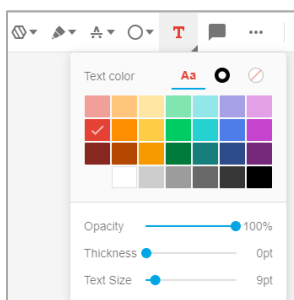 T
Text color Aa
Opacity 100%
Thickness 0pt
Text Size 9pt